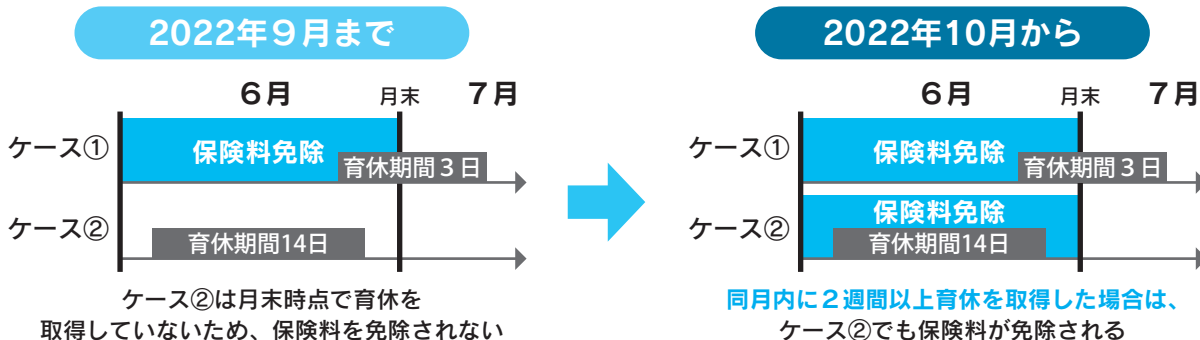 2022年９月まで
６月 月末 ７月
ケース① 保険料免除
育休期間３日
ケース② 育休期間14日
ケース②は月末時点で育休を
取得していないため、保険料を免除されない
2022年10月から
６月 月末 ７月
ケース① 保険料免除
育休期間３日
保険料免除
ケース② 育休期間14日
同月内に２週間以上育休を取得した場合は、
ケース②でも保険料が免除される